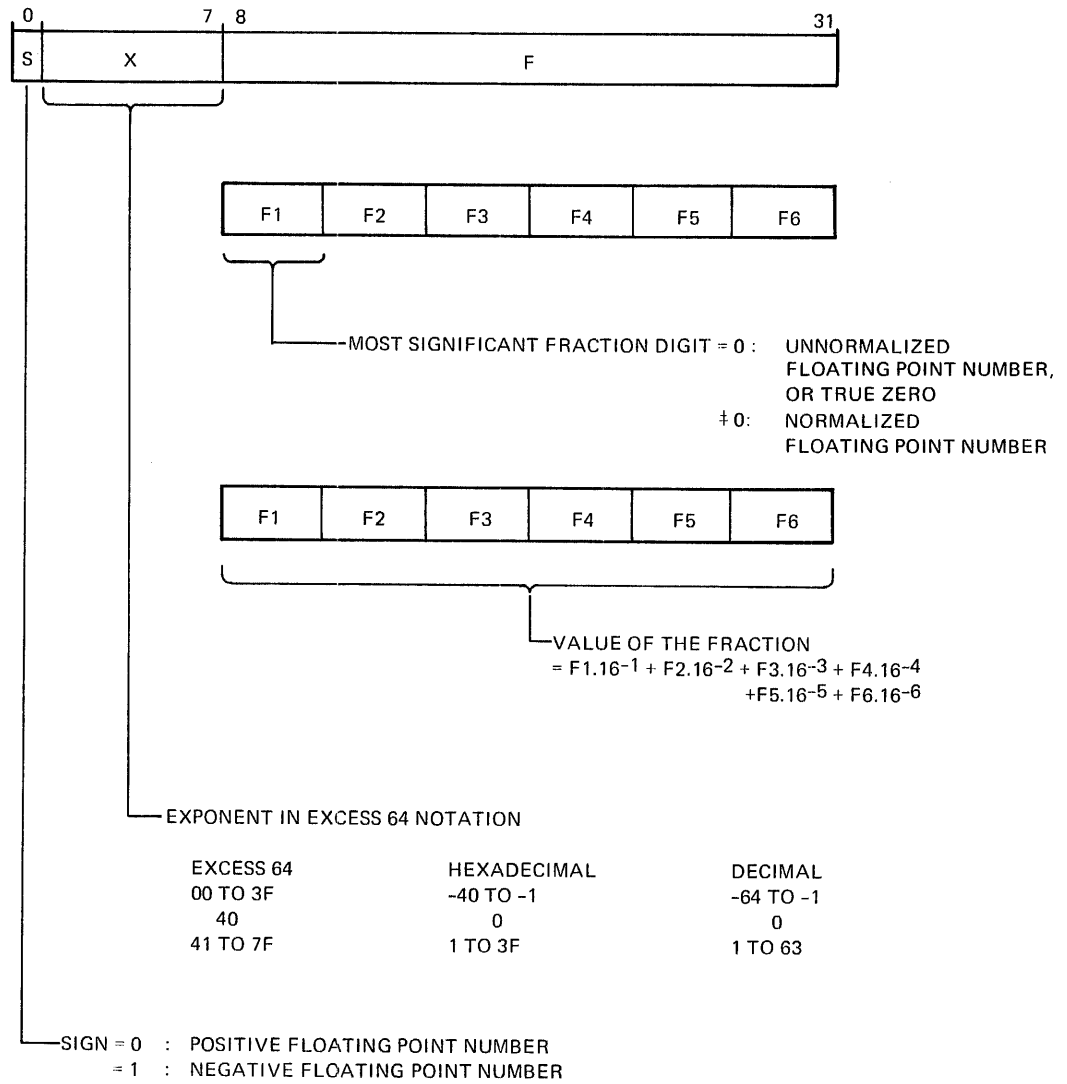 0 7 8 31
S X F
F1 F2 F3 F4 F5 F6
MOST SIGNIFICANT FRACTION DIGIT = 0 : UNNORMALIZED
FLOATING POINT NUMBER,
OR TRUE ZERO
‡ 0: NORMALIZED
FLOATING POINT NUMBER
F1 F2 F3 F4 F5 F6
VALUE OF THE FRACTION
= F1.16⁻¹ + F2.16⁻² + F3.16⁻³ + F4.16⁻⁴
+F5.16⁻⁵ + F6.16⁻⁶
EXPONENT IN EXCESS 64 NOTATION
EXCESS 64 HEXADECIMAL DECIMAL
00 TO 3F -40 TO -1 -64 TO -1
40 0 0
41 TO 7F 1 TO 3F 1 TO 63
SIGN = 0 : POSITIVE FLOATING POINT NUMBER
= 1 : NEGATIVE FLOATING POINT NUMBER